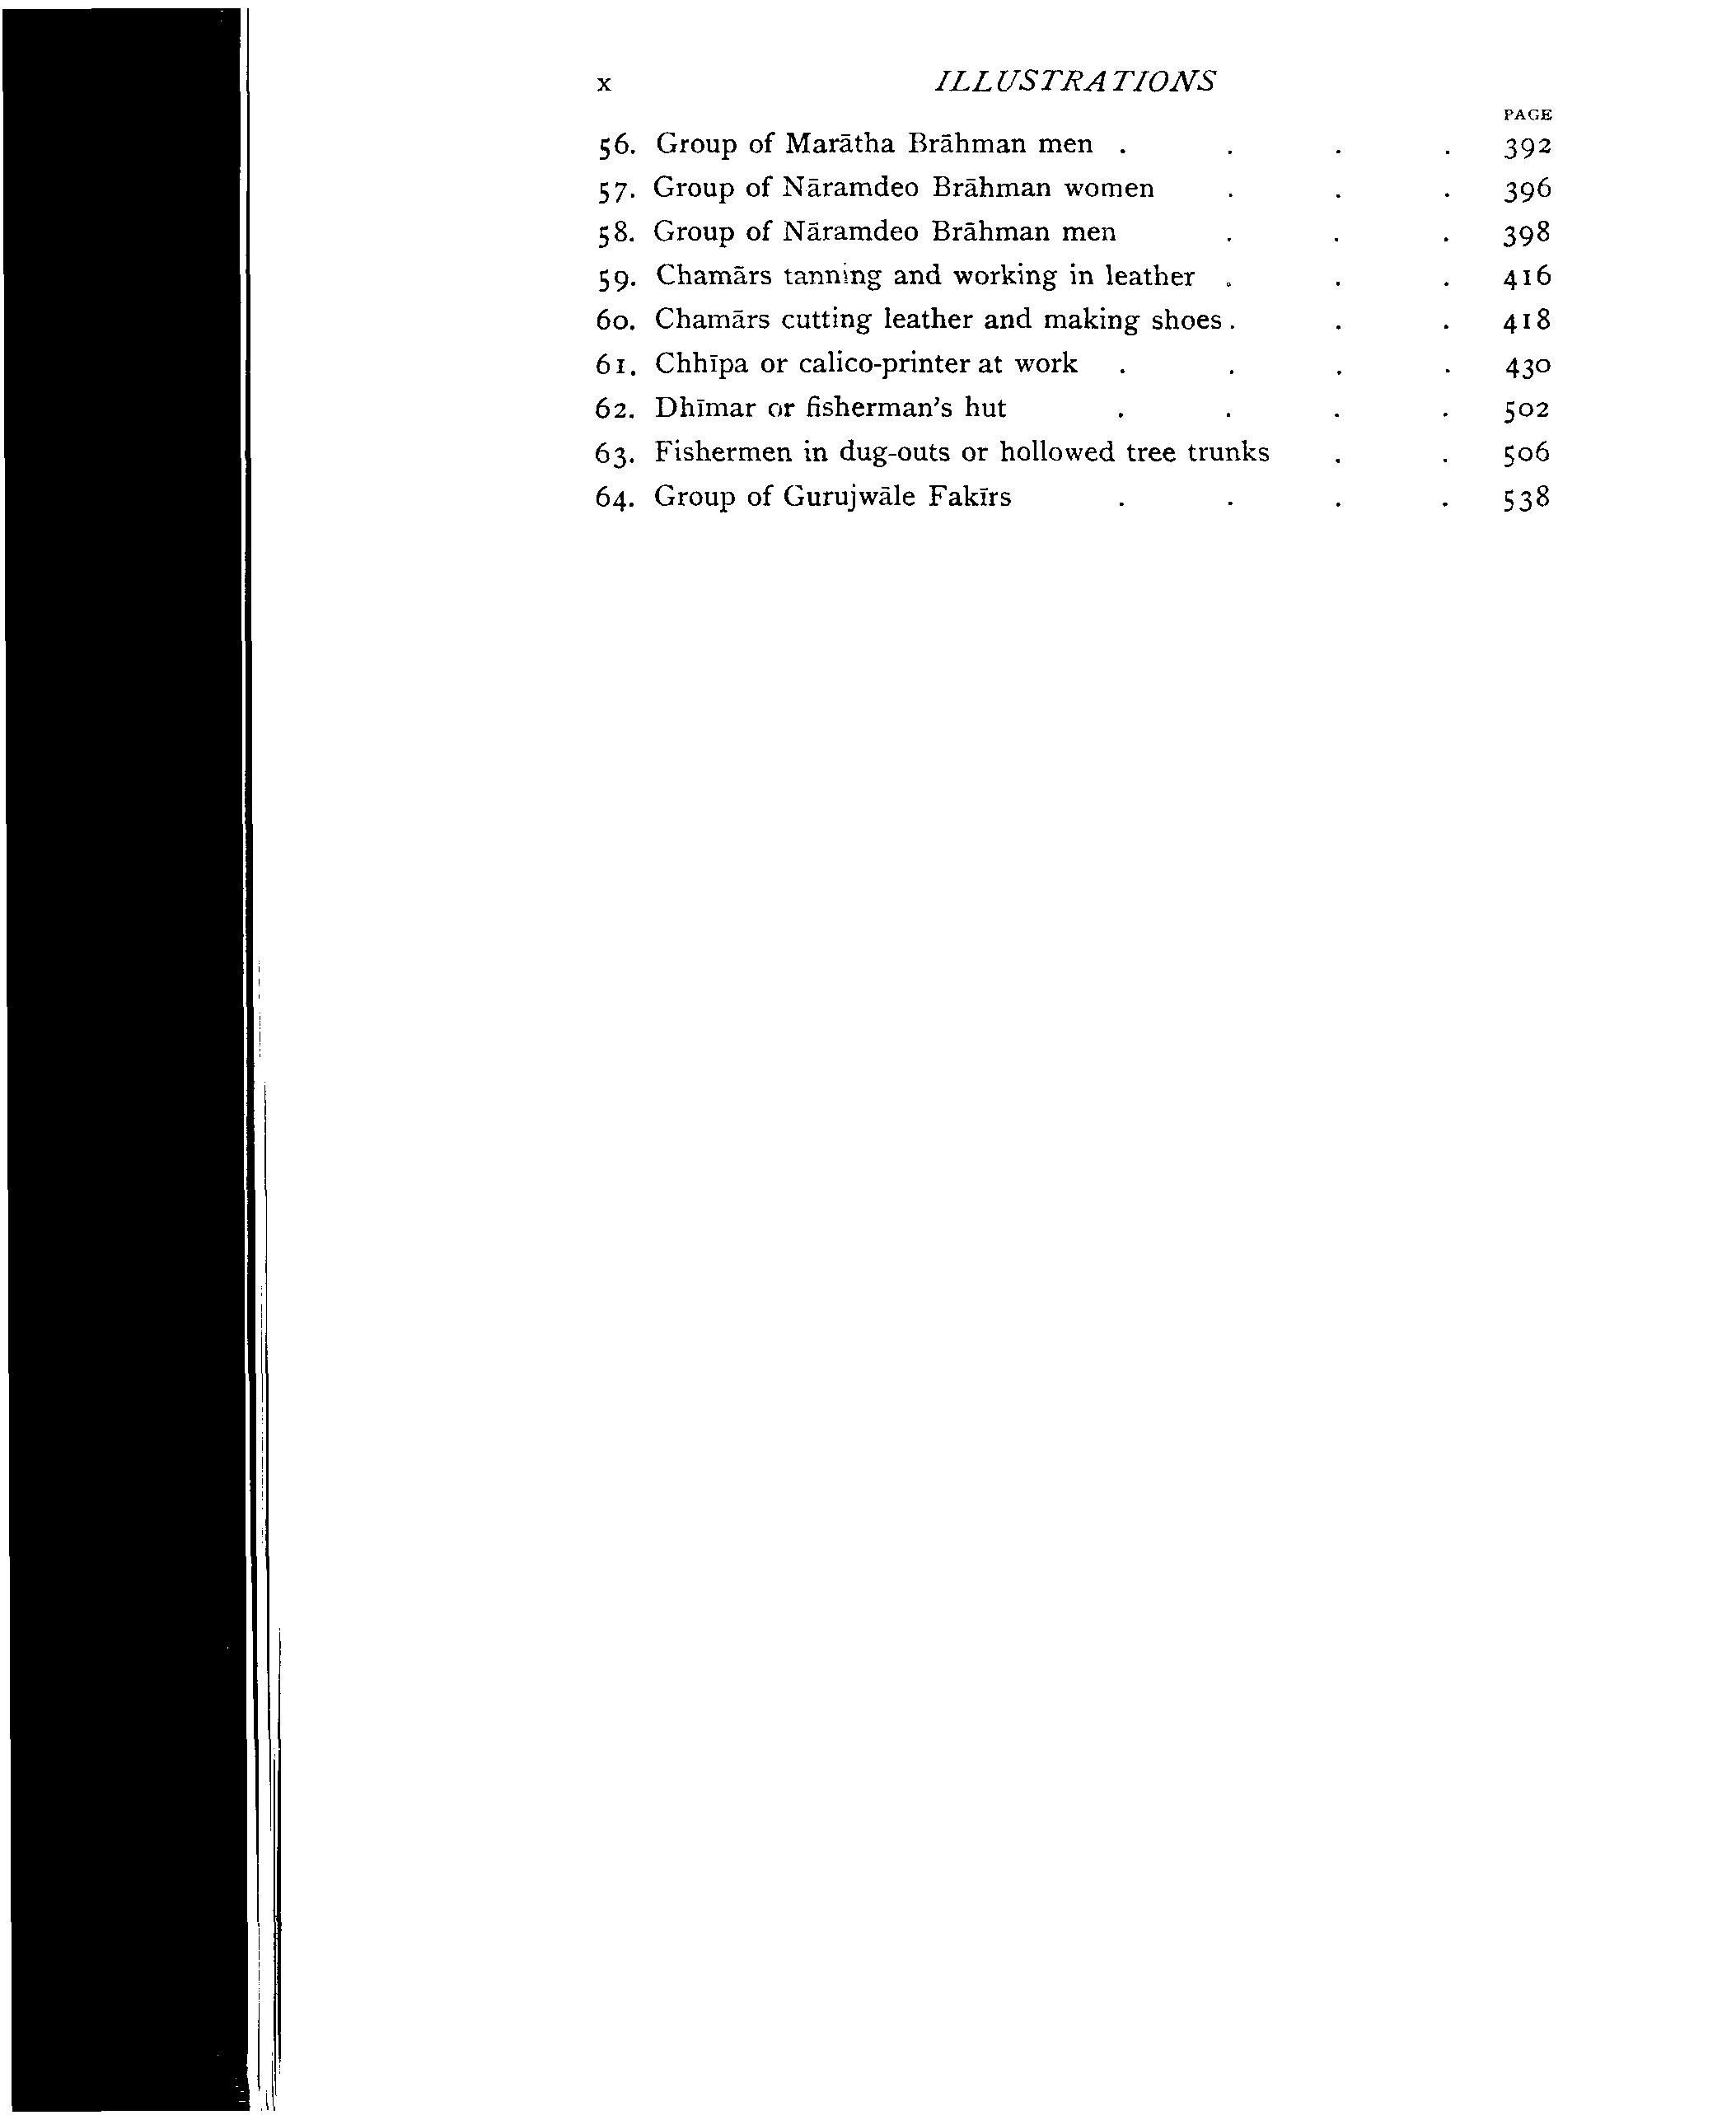 x ILLUSTRATIONS
PAGE
56. Group of Marātha Brāhman men . . . . 392
57. Group of Nāramdeo Brāhman women . . . 396
58. Group of Nāramdeo Brāhman men . . . 398
59. Chamārs tanning and working in leather . . . 416
60. Chamārs cutting leather and making shoes . . . 418
61. Chhīpa or calico-printer at work . . . . 430
62. Dhīmar or fisherman's hut . . . . 502
63. Fishermen in dug-outs or hollowed tree trunks . . 506
64. Group of Gurujwāle Fakīrs . . . . 538